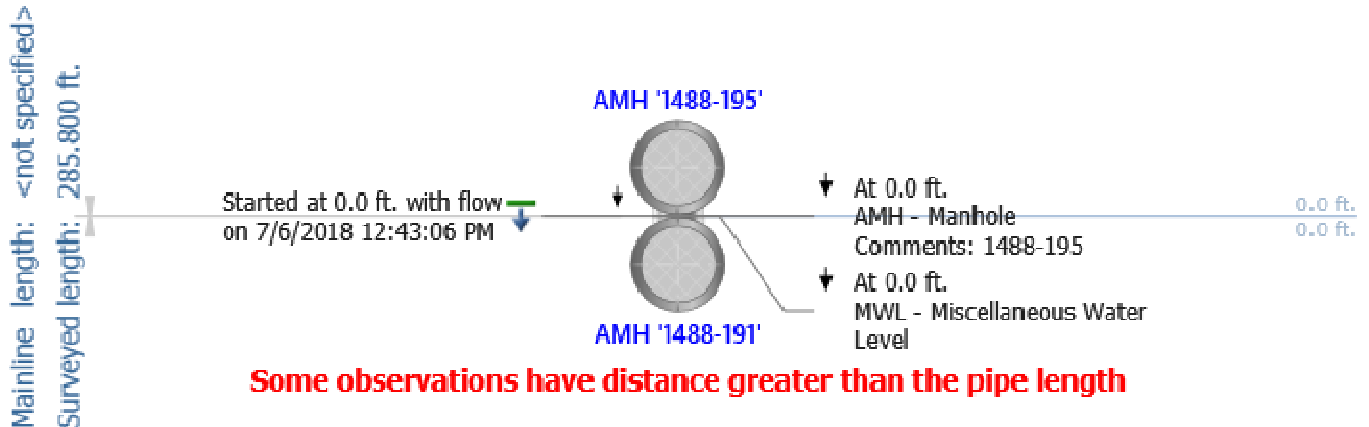 Mainline length: <not specified>
Surveyed length: 285.800 ft.
AMH '1488-195'
Started at 0.0 ft. with flow
on 7/6/2018 12:43:06 PM
At 0.0 ft.
AMH - Manhole
Comments: 1488-195
0.0 ft.
0.0 ft.
At 0.0 ft.
MWL - Miscellaneous Water
Level
AMH '1488-191'
Some observations have distance greater than the pipe length